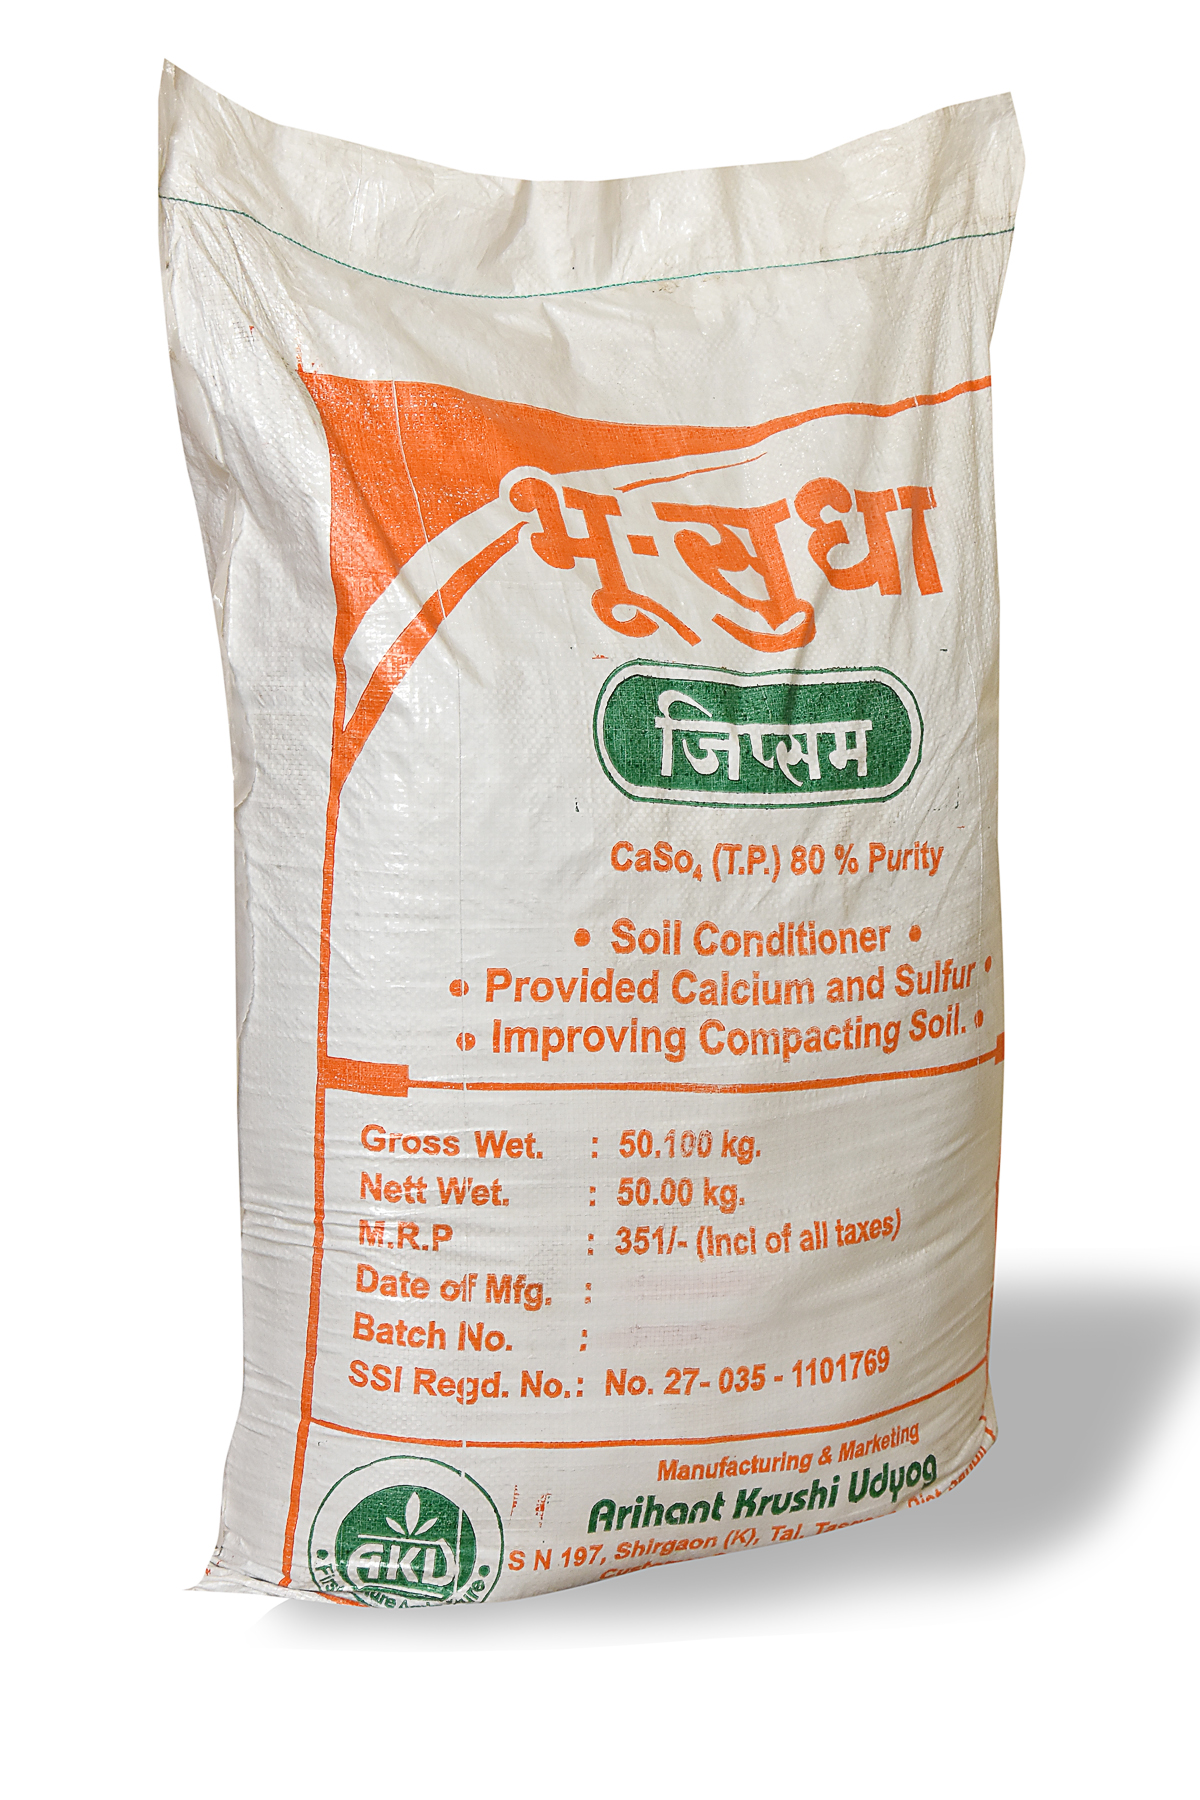 भू-सुधा
जिप्सम
CaSo₄ (T.P.) 80 % Purity
• Soil Conditioner •
• Provided Calcium and Sulfur •
• Improving Compacting Soil. •
Gross Wet. : 50.100 kg.
Nett Wet. : 50.00 kg.
M.R.P : 351/- (Incl of all taxes)
Date off Mfg. :
Batch No. :
SSI Regd. No.: No. 27- 035 - 1101769
Manufacturing & Marketing
Arihant Krushi Udyog
S N 197, Shirgaon (K), Tal.
AKU